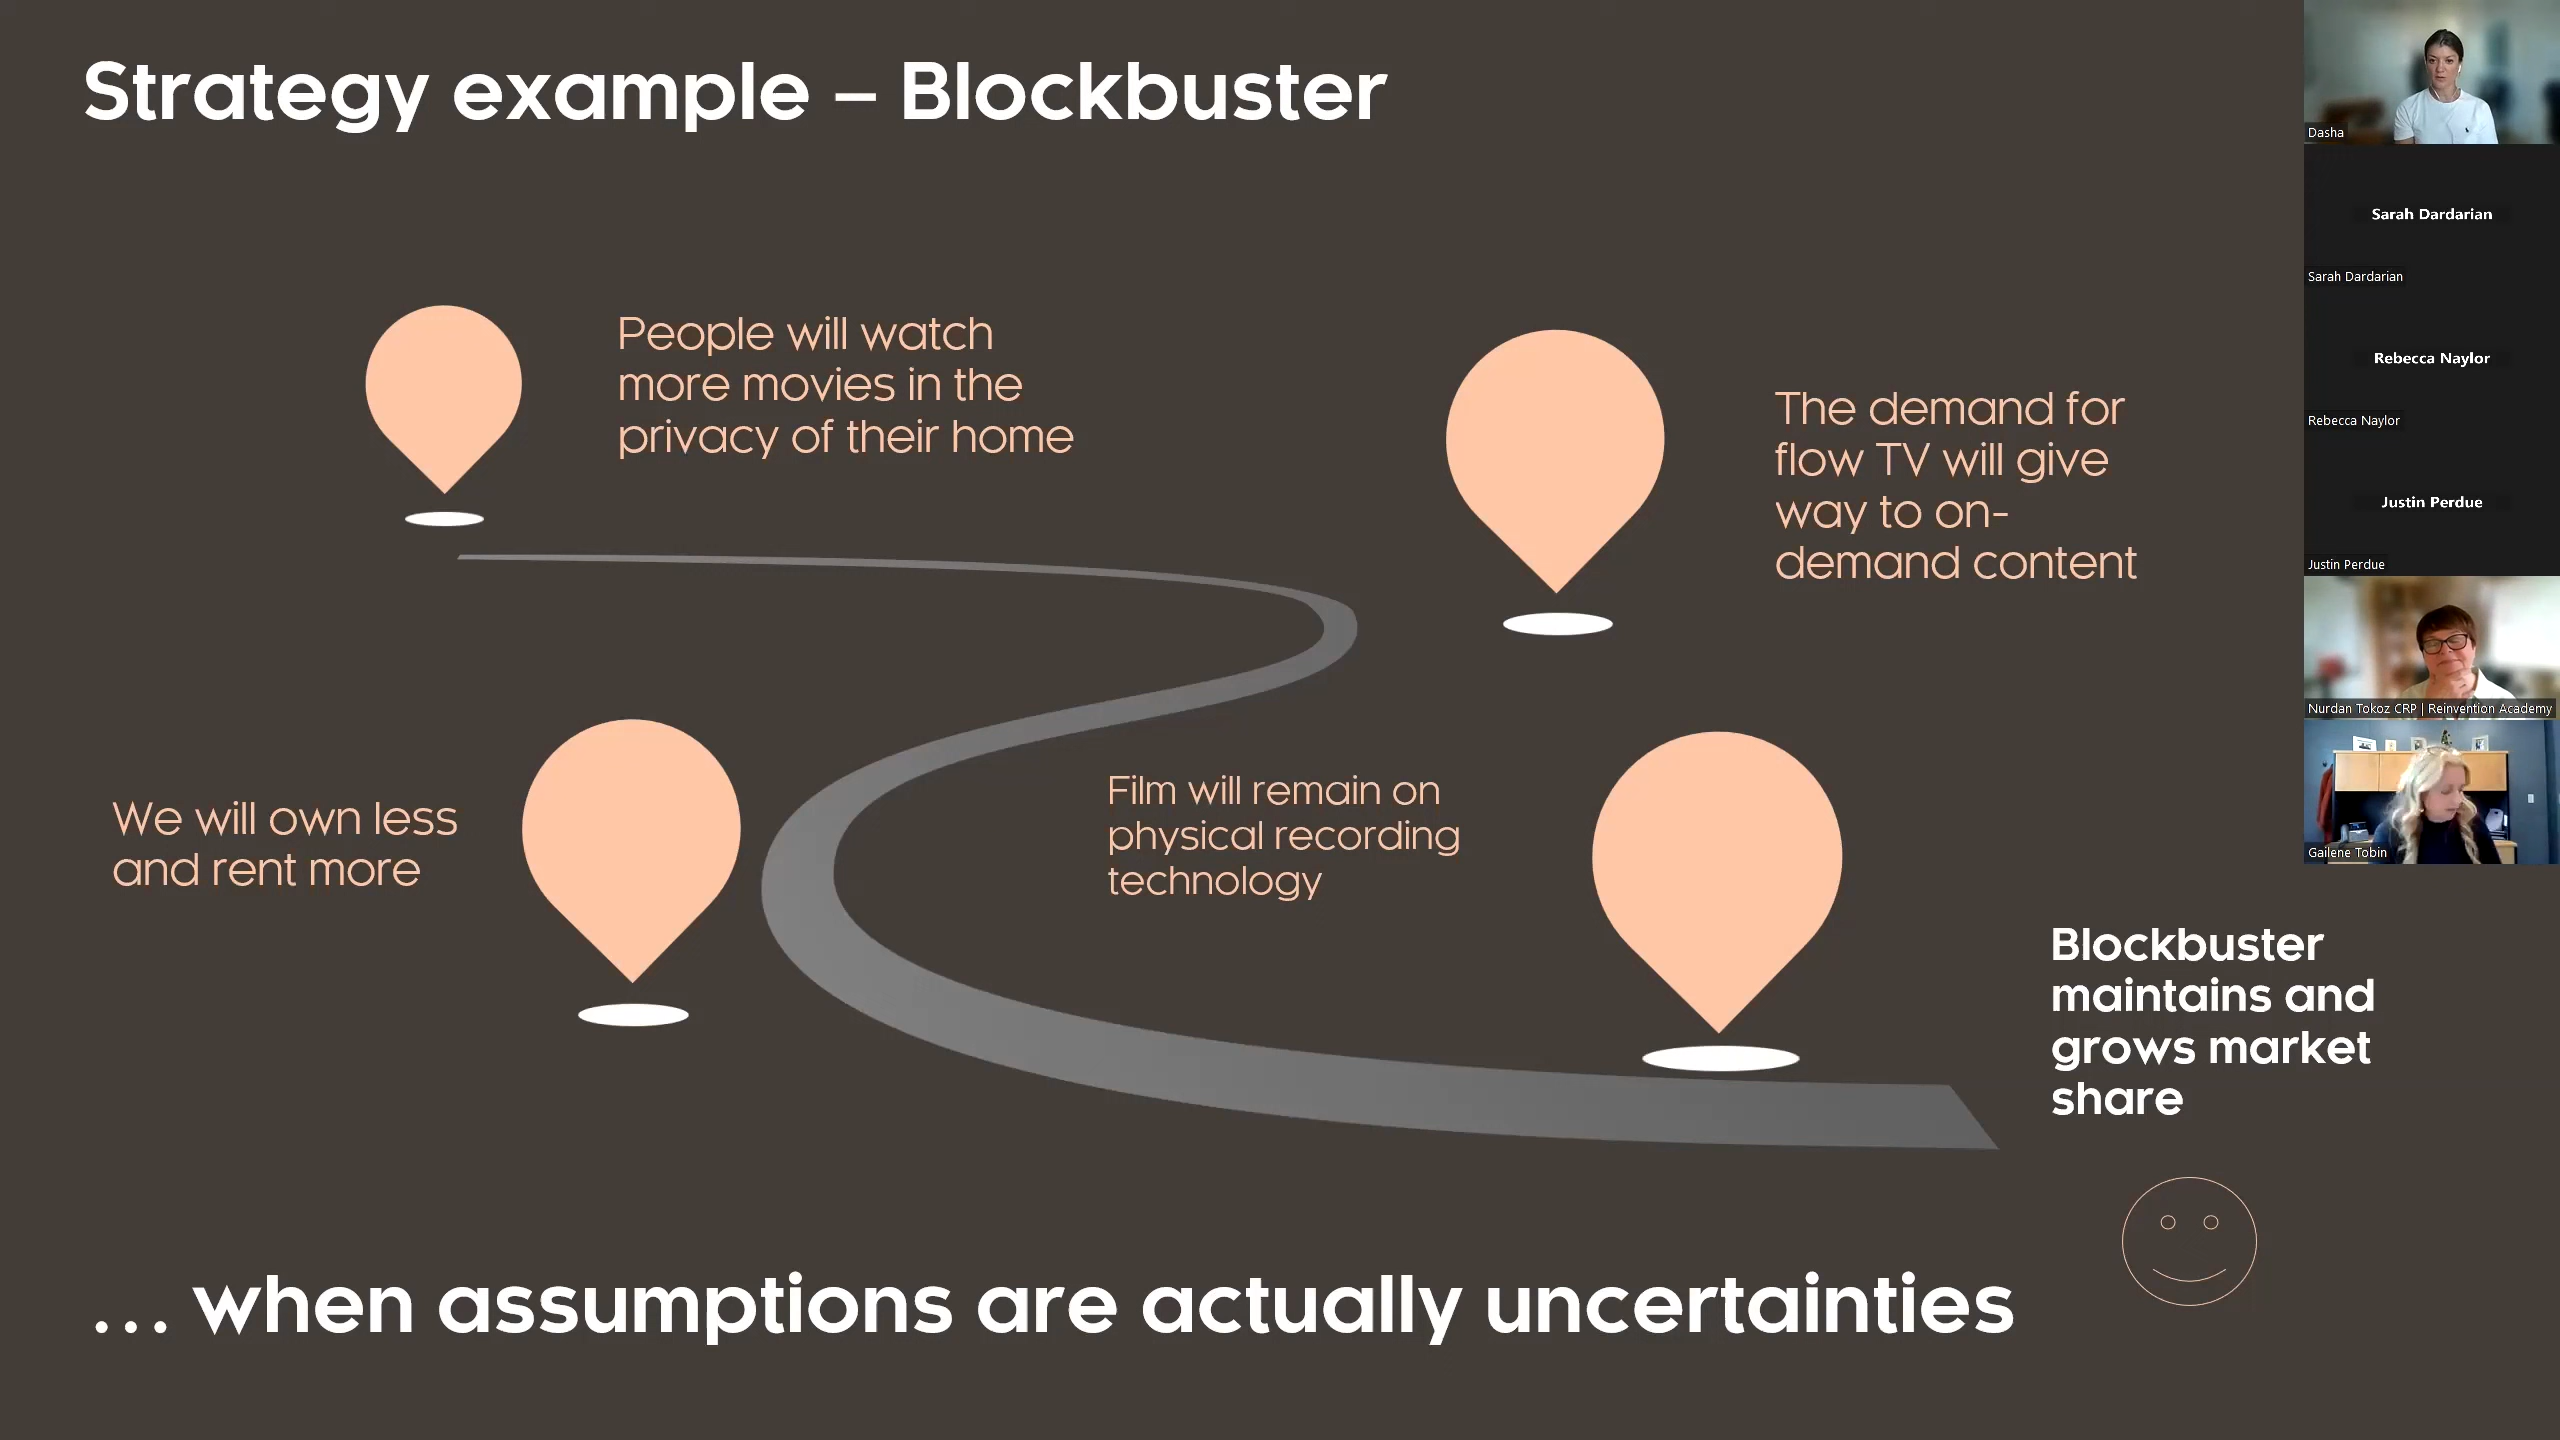 Strategy example – Blockbuster
People will watch
more movies in the
privacy of their home
The demand for
flow TV will give
way to on-
demand content
We will own less
and rent more
Film will remain on
physical recording
technology
Blockbuster
maintains and
grows market
share
... when assumptions are actually uncertainties
Dasha
Sarah Dardarian
Sarah Dardarian
Rebecca Naylor
Rebecca Naylor
Justin Perdue
Justin Perdue
Nurdan Tokoz CRP | Reinvention Academy
Gailene Tobin